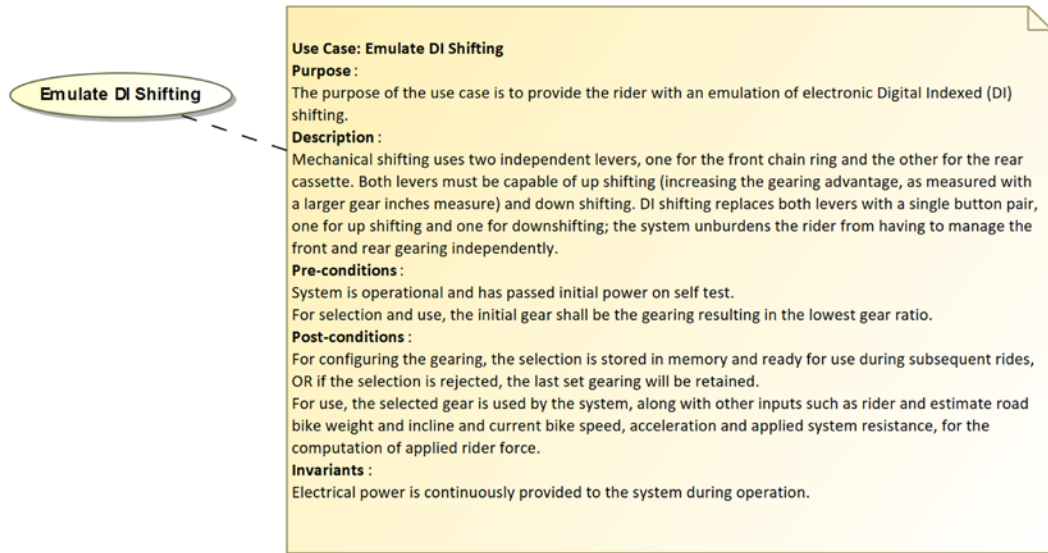 Emulate DI Shifting
Use Case: Emulate DI Shifting
Purpose :
The purpose of the use case is to provide the rider with an emulation of electronic Digital Indexed (DI)
shifting.
Description :
Mechanical shifting uses two independent levers, one for the front chain ring and the other for the rear
cassette. Both levers must be capable of up shifting (increasing the gearing advantage, as measured with
a larger gear inches measure) and down shifting. DI shifting replaces both levers with a single button pair,
one for up shifting and one for downshifting; the system unburdens the rider from having to manage the
front and rear gearing independently.
Pre-conditions :
System is operational and has passed initial power on self test.
For selection and use, the initial gear shall be the gearing resulting in the lowest gear ratio.
Post-conditions :
For configuring the gearing, the selection is stored in memory and ready for use during subsequent rides,
OR if the selection is rejected, the last set gearing will be retained.
For use, the selected gear is used by the system, along with other inputs such as rider and estimate road
bike weight and incline and current bike speed, acceleration and applied system resistance, for the
computation of applied rider force.
Invariants :
Electrical power is continuously provided to the system during operation.